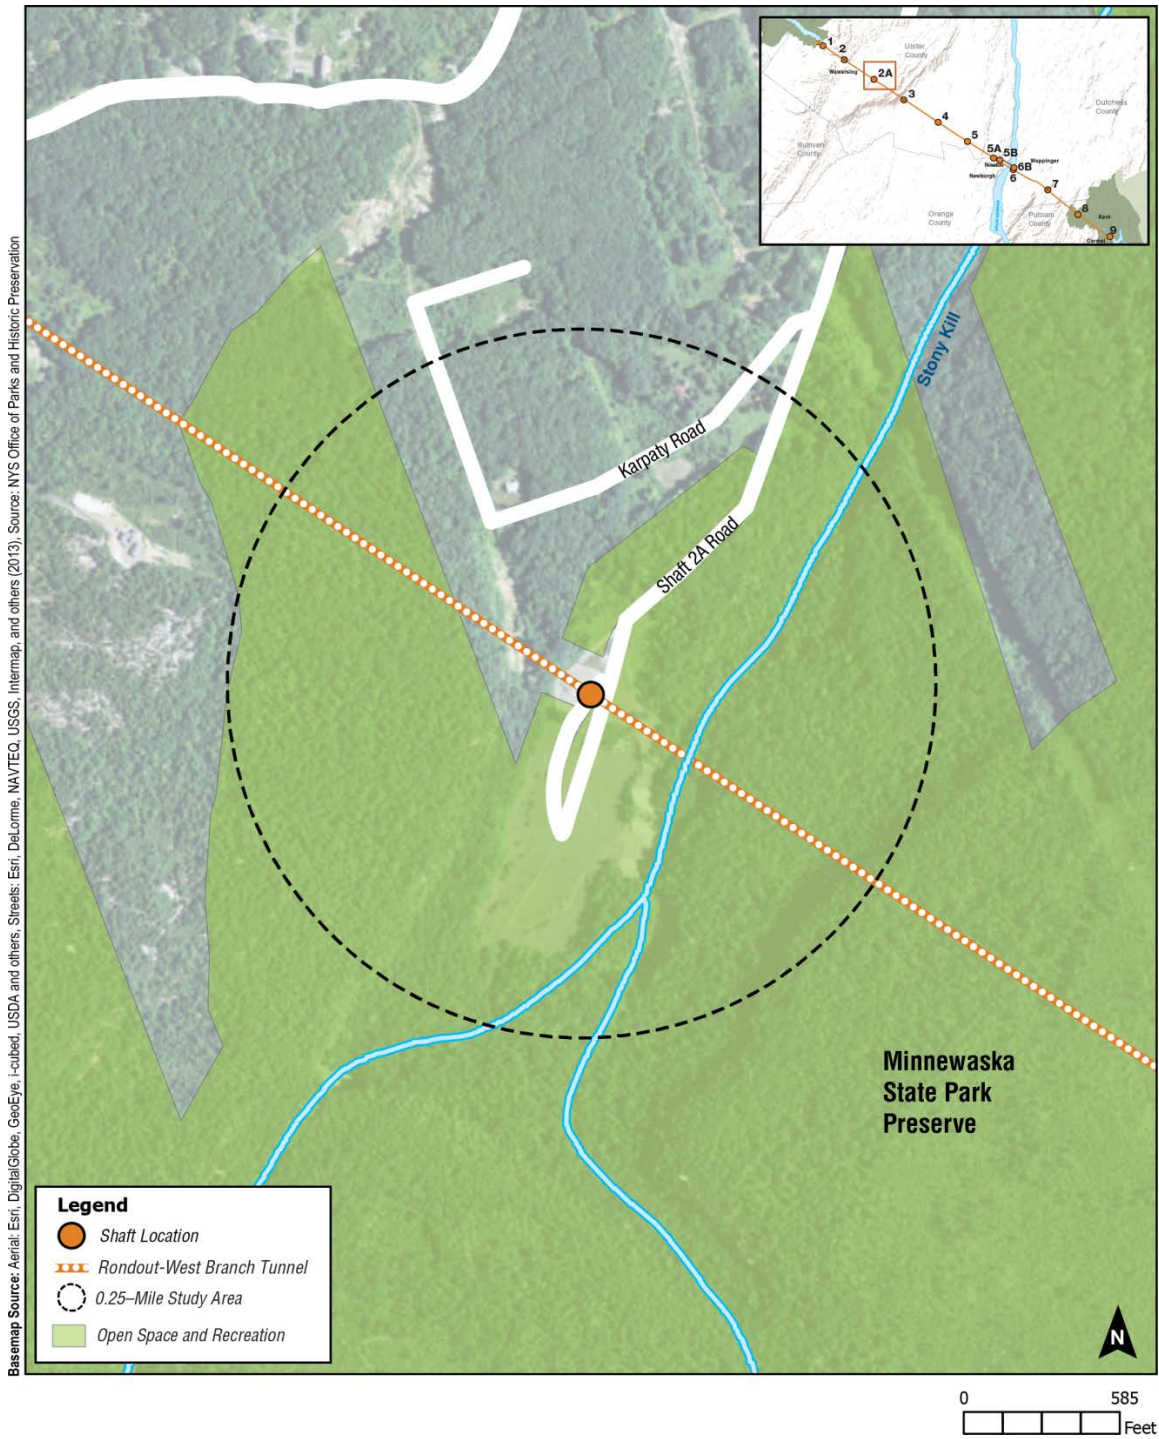 Basemap Source: Aerial: Esri, DigitalGlobe, GeoEye, i-cubed, USDA and others, Streets: Esri, DeLorme, NAVTEQ, USGS, Intermap, and others (2013), Source: NYS Office of Parks and Historic Preservation
1
2
Ulster
County
Wawarsing
2A
3
Dutchess
County
4
Sullivan
County
5
5A
5B
Wappinger
6B
Newburgh
6
7
Orange
County
Putnam
County
8
Kent
9
Carmel
Stony Kill
Karpaty Road
Shaft 2A Road
Minnewaska
State Park
Preserve
Legend
Shaft Location
Rondout-West Branch Tunnel
0.25–Mile Study Area
Open Space and Recreation
N
0
585
Feet